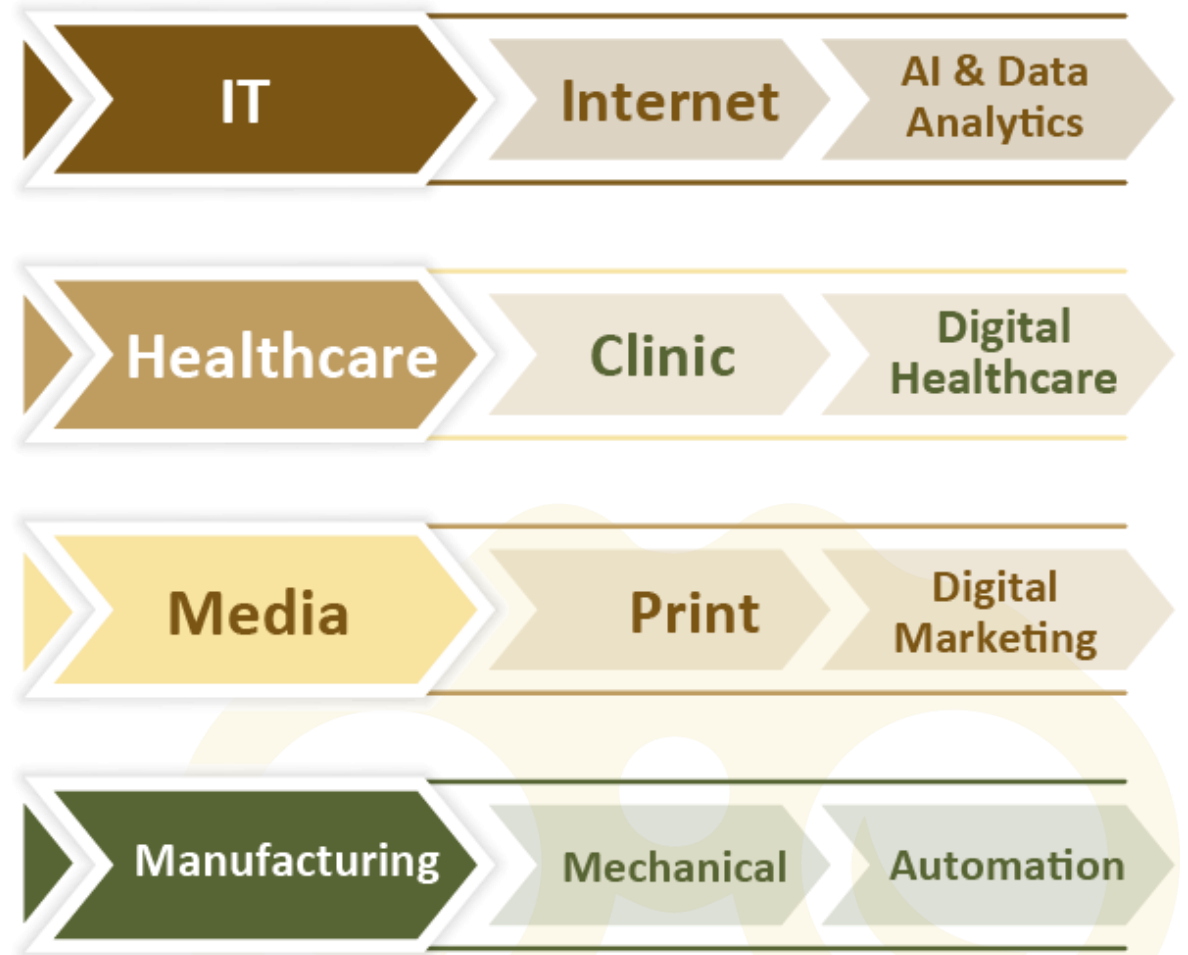 IT
Internet
AI & Data
Analytics
Healthcare
Clinic
Digital
Healthcare
Media
Print
Digital
Marketing
Manufacturing
Mechanical
Automation